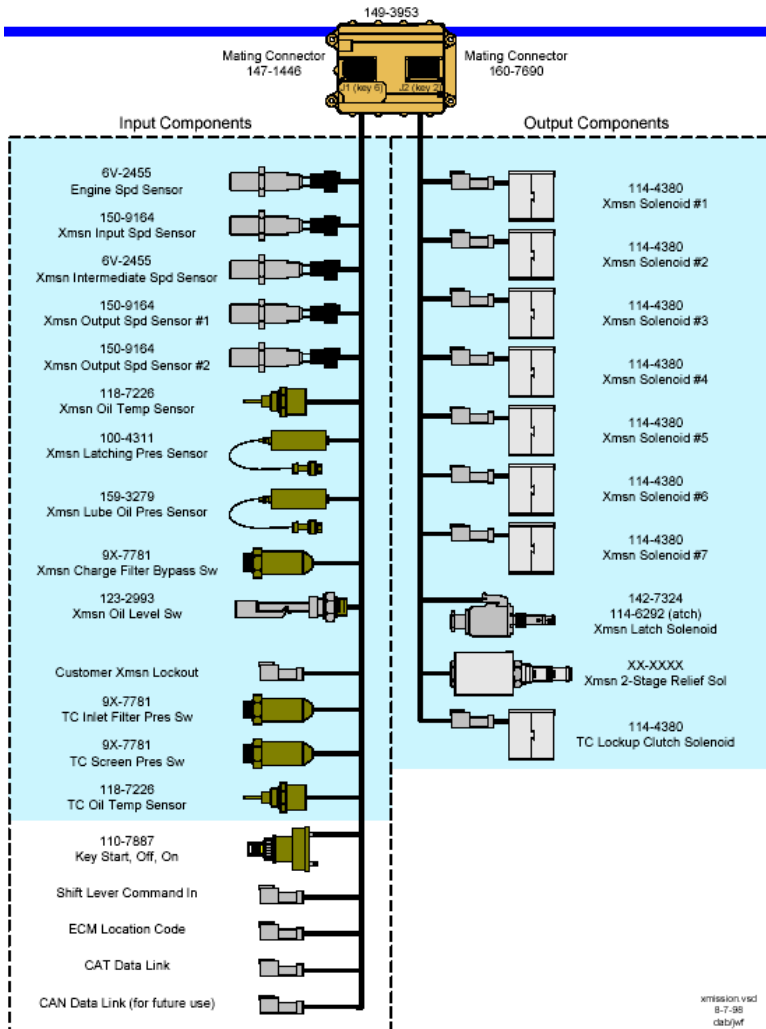 149-3953
Mating Connector
147-1446
Mating Connector
160-7690
J1 (key 6)
J2 (key 2)
Input Components
Output Components
6V-2455
Engine Spd Sensor
150-9164
Xmsn Input Spd Sensor
6V-2455
Xmsn Intermediate Spd Sensor
150-9164
Xmsn Output Spd Sensor #1
150-9164
Xmsn Output Spd Sensor #2
118-7226
Xmsn Oil Temp Sensor
100-4311
Xmsn Latching Pres Sensor
159-3279
Xmsn Lube Oil Pres Sensor
9X-7781
Xmsn Charge Filter Bypass Sw
123-2993
Xmsn Oil Level Sw
Customer Xmsn Lockout
9X-7781
TC Inlet Filter Pres Sw
9X-7781
TC Screen Pres Sw
118-7226
TC Oil Temp Sensor
110-7887
Key Start, Off, On
Shift Lever Command In
ECM Location Code
CAT Data Link
CAN Data Link (for future use)
114-4380
Xmsn Solenoid #1
114-4380
Xmsn Solenoid #2
114-4380
Xmsn Solenoid #3
114-4380
Xmsn Solenoid #4
114-4380
Xmsn Solenoid #5
114-4380
Xmsn Solenoid #6
114-4380
Xmsn Solenoid #7
142-7324
114-6292 (atch)
Xmsn Latch Solenoid
XX-XXXX
Xmsn 2-Stage Relief Sol
114-4380
TC Lockup Clutch Solenoid
xmission.vsd
8-7-98
dab/jwf